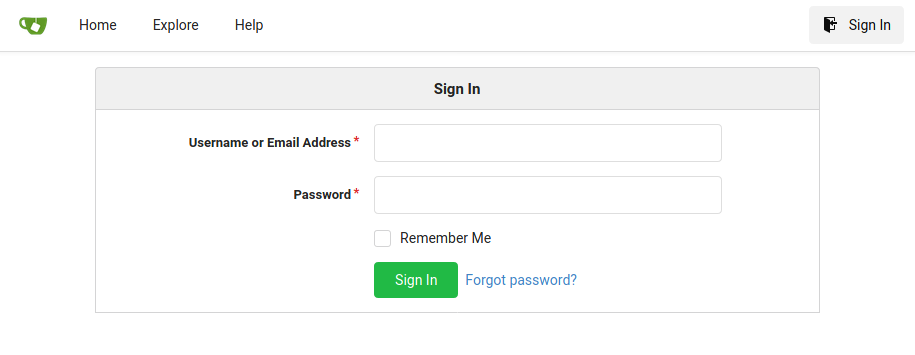 Home Explore Help Sign In
Sign In
Username or Email Address *
Password *
Remember Me
Sign In Forgot password?